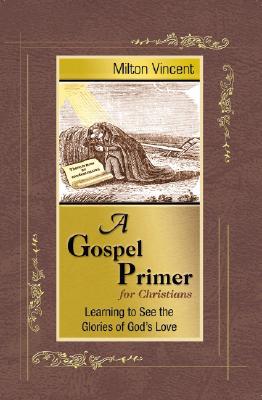 Milton Vincent
A
Gospel
Primer
for Christians
Learning to See the
Glories of God's Love